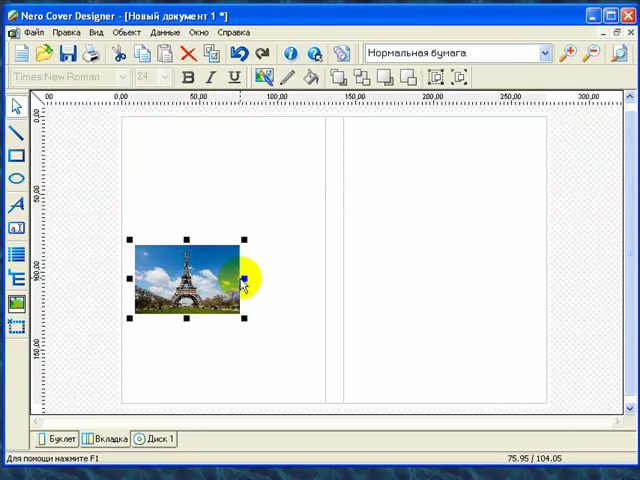 Nero Cover Designer - [Новый документ 1 *]
Файл Правка Вид Объект Данные Окно Справка
Нормальная бумага
Times New Roman 24 B I U
00 0,00 50,00 100,00 150,00 200,00 250,00 300,00
0,00
50,00
100,00
150,00
A
a
Буклет Вкладка Диск 1
Для помощи нажмите F1 75.95 / 104.05